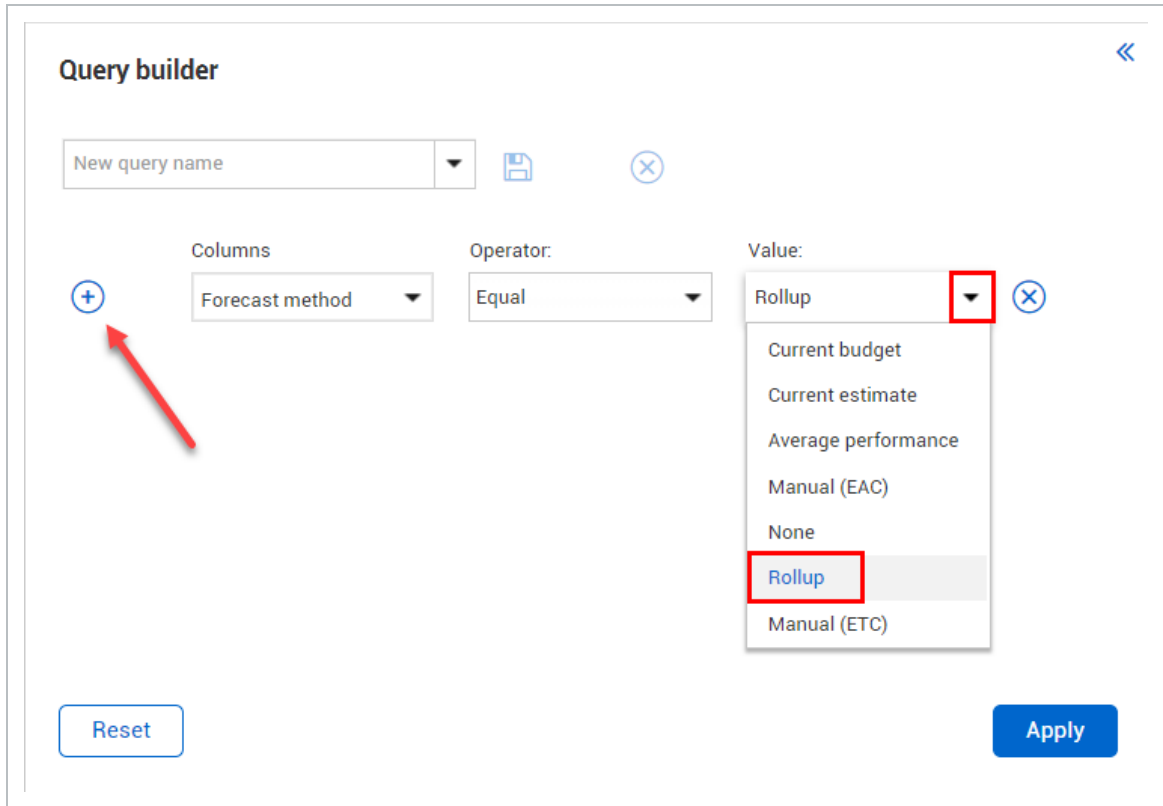 Query builder
New query name
Columns
Operator:
Value:
Forecast method
Equal
Rollup
Current budget
Current estimate
Average performance
Manual (EAC)
None
Rollup
Manual (ETC)
Reset
Apply